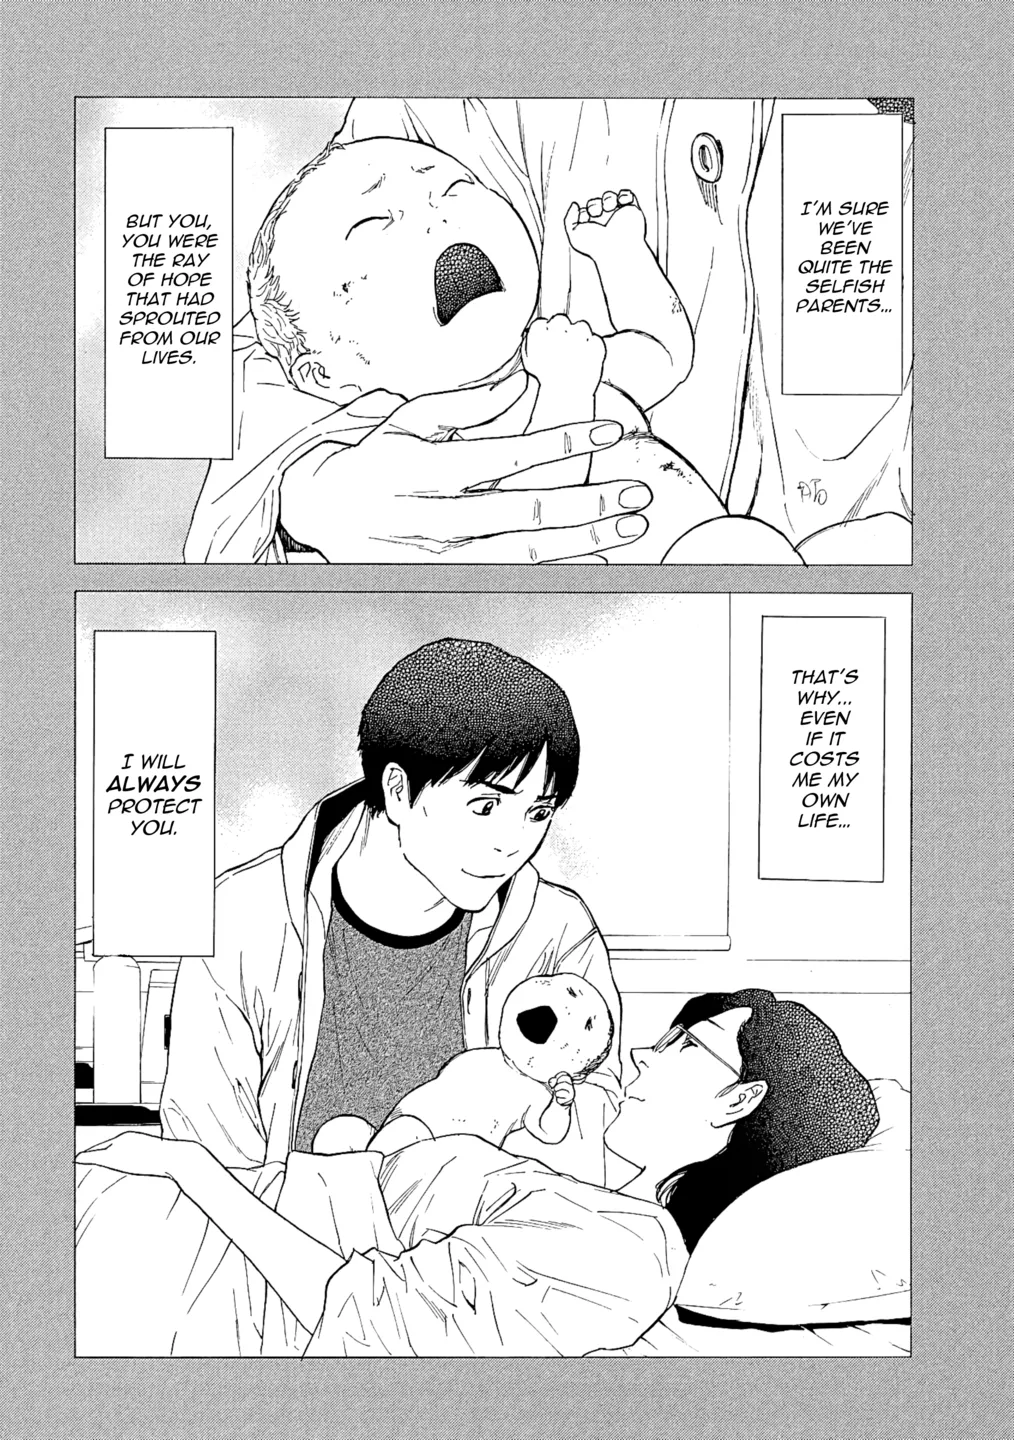 I'M SURE
WE'VE
BEEN
QUITE THE
SELFISH
PARENTS...
BUT YOU,
YOU WERE
THE RAY
OF HOPE
THAT HAD
SPROUTED
FROM OUR
LIVES.
THAT'S
WHY...
EVEN
IF IT
COSTS
ME MY
OWN
LIFE...
I WILL
ALWAYS
PROTECT
YOU.